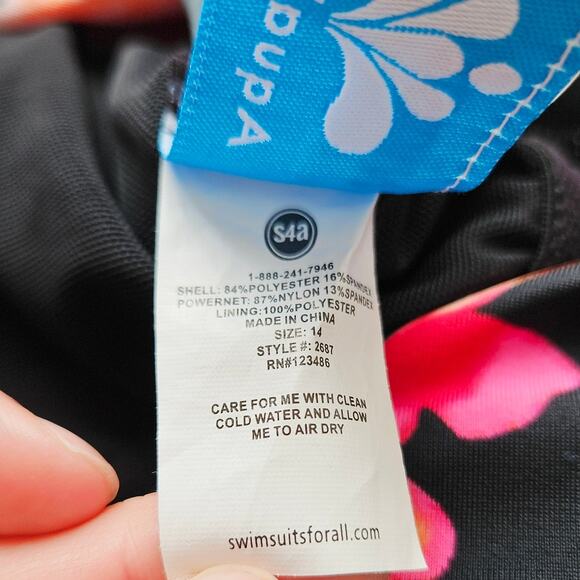 Aqua
s4a
1-888-241-7946
SHELL: 84%POLYESTER 16%SPANDEX
POWERNET: 87%NYLON 13%SPANDEX
LINING:100%POLYESTER
MADE IN CHINA
SIZE: 14
STYLE #: 2687
RN#123486
CARE FOR ME WITH CLEAN
COLD WATER AND ALLOW
ME TO AIR DRY
swimsuitsforall.com